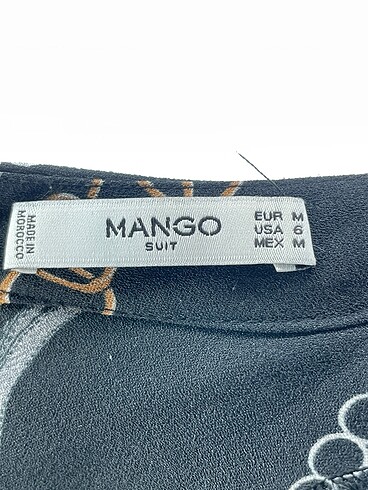 MADE IN
MOROCCO
MANGO
SUIT
EUR M
USA 6
MEX M